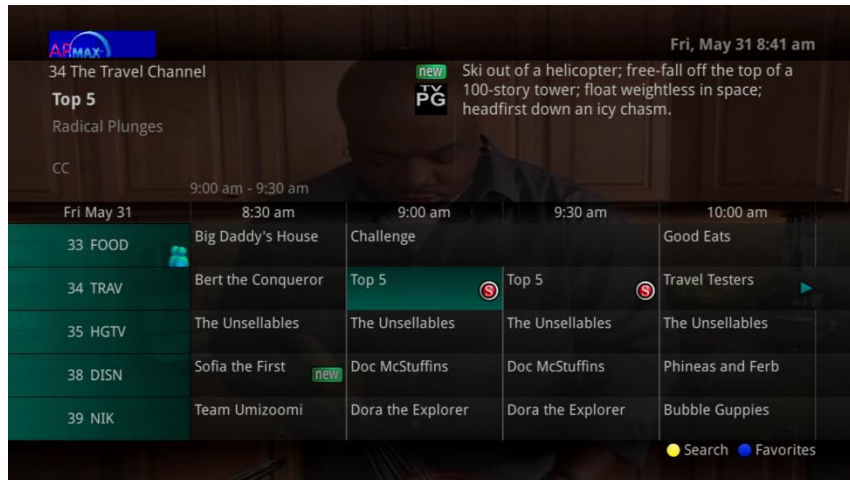 ARMAX
Fri, May 31 8:41 am
34 The Travel Channel
Top 5
Radical Plunges
CC
9:00 am - 9:30 am
new
TV
PG
Ski out of a helicopter; free-fall off the top of a
100-story tower; float weightless in space;
headfirst down an icy chasm.
Fri May 31 8:30 am 9:00 am 9:30 am 10:00 am
33 FOOD Big Daddy's House Challenge Good Eats
34 TRAV Bert the Conqueror Top 5 S Top 5 S Travel Testers
35 HGTV The Unsellables The Unsellables The Unsellables The Unsellables
38 DISN Sofia the First new Doc McStuffins Doc McStuffins Phineas and Ferb
39 NIK Team Umizoomi Dora the Explorer Dora the Explorer Bubble Guppies
Search Favorites